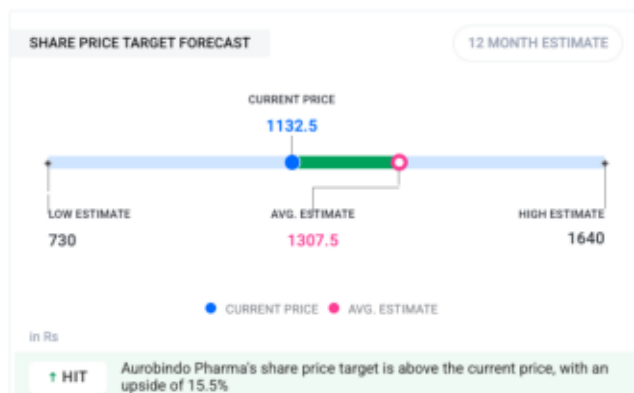 SHARE PRICE TARGET FORECAST
12 MONTH ESTIMATE
CURRENT PRICE
1132.5
LOW ESTIMATE
AVG. ESTIMATE
HIGH ESTIMATE
730
1307.5
1640
CURRENT PRICE
AVG. ESTIMATE
in Rs
↑ HIT
Aurobindo Pharma's share price target is above the current price, with an
upside of 15.5%